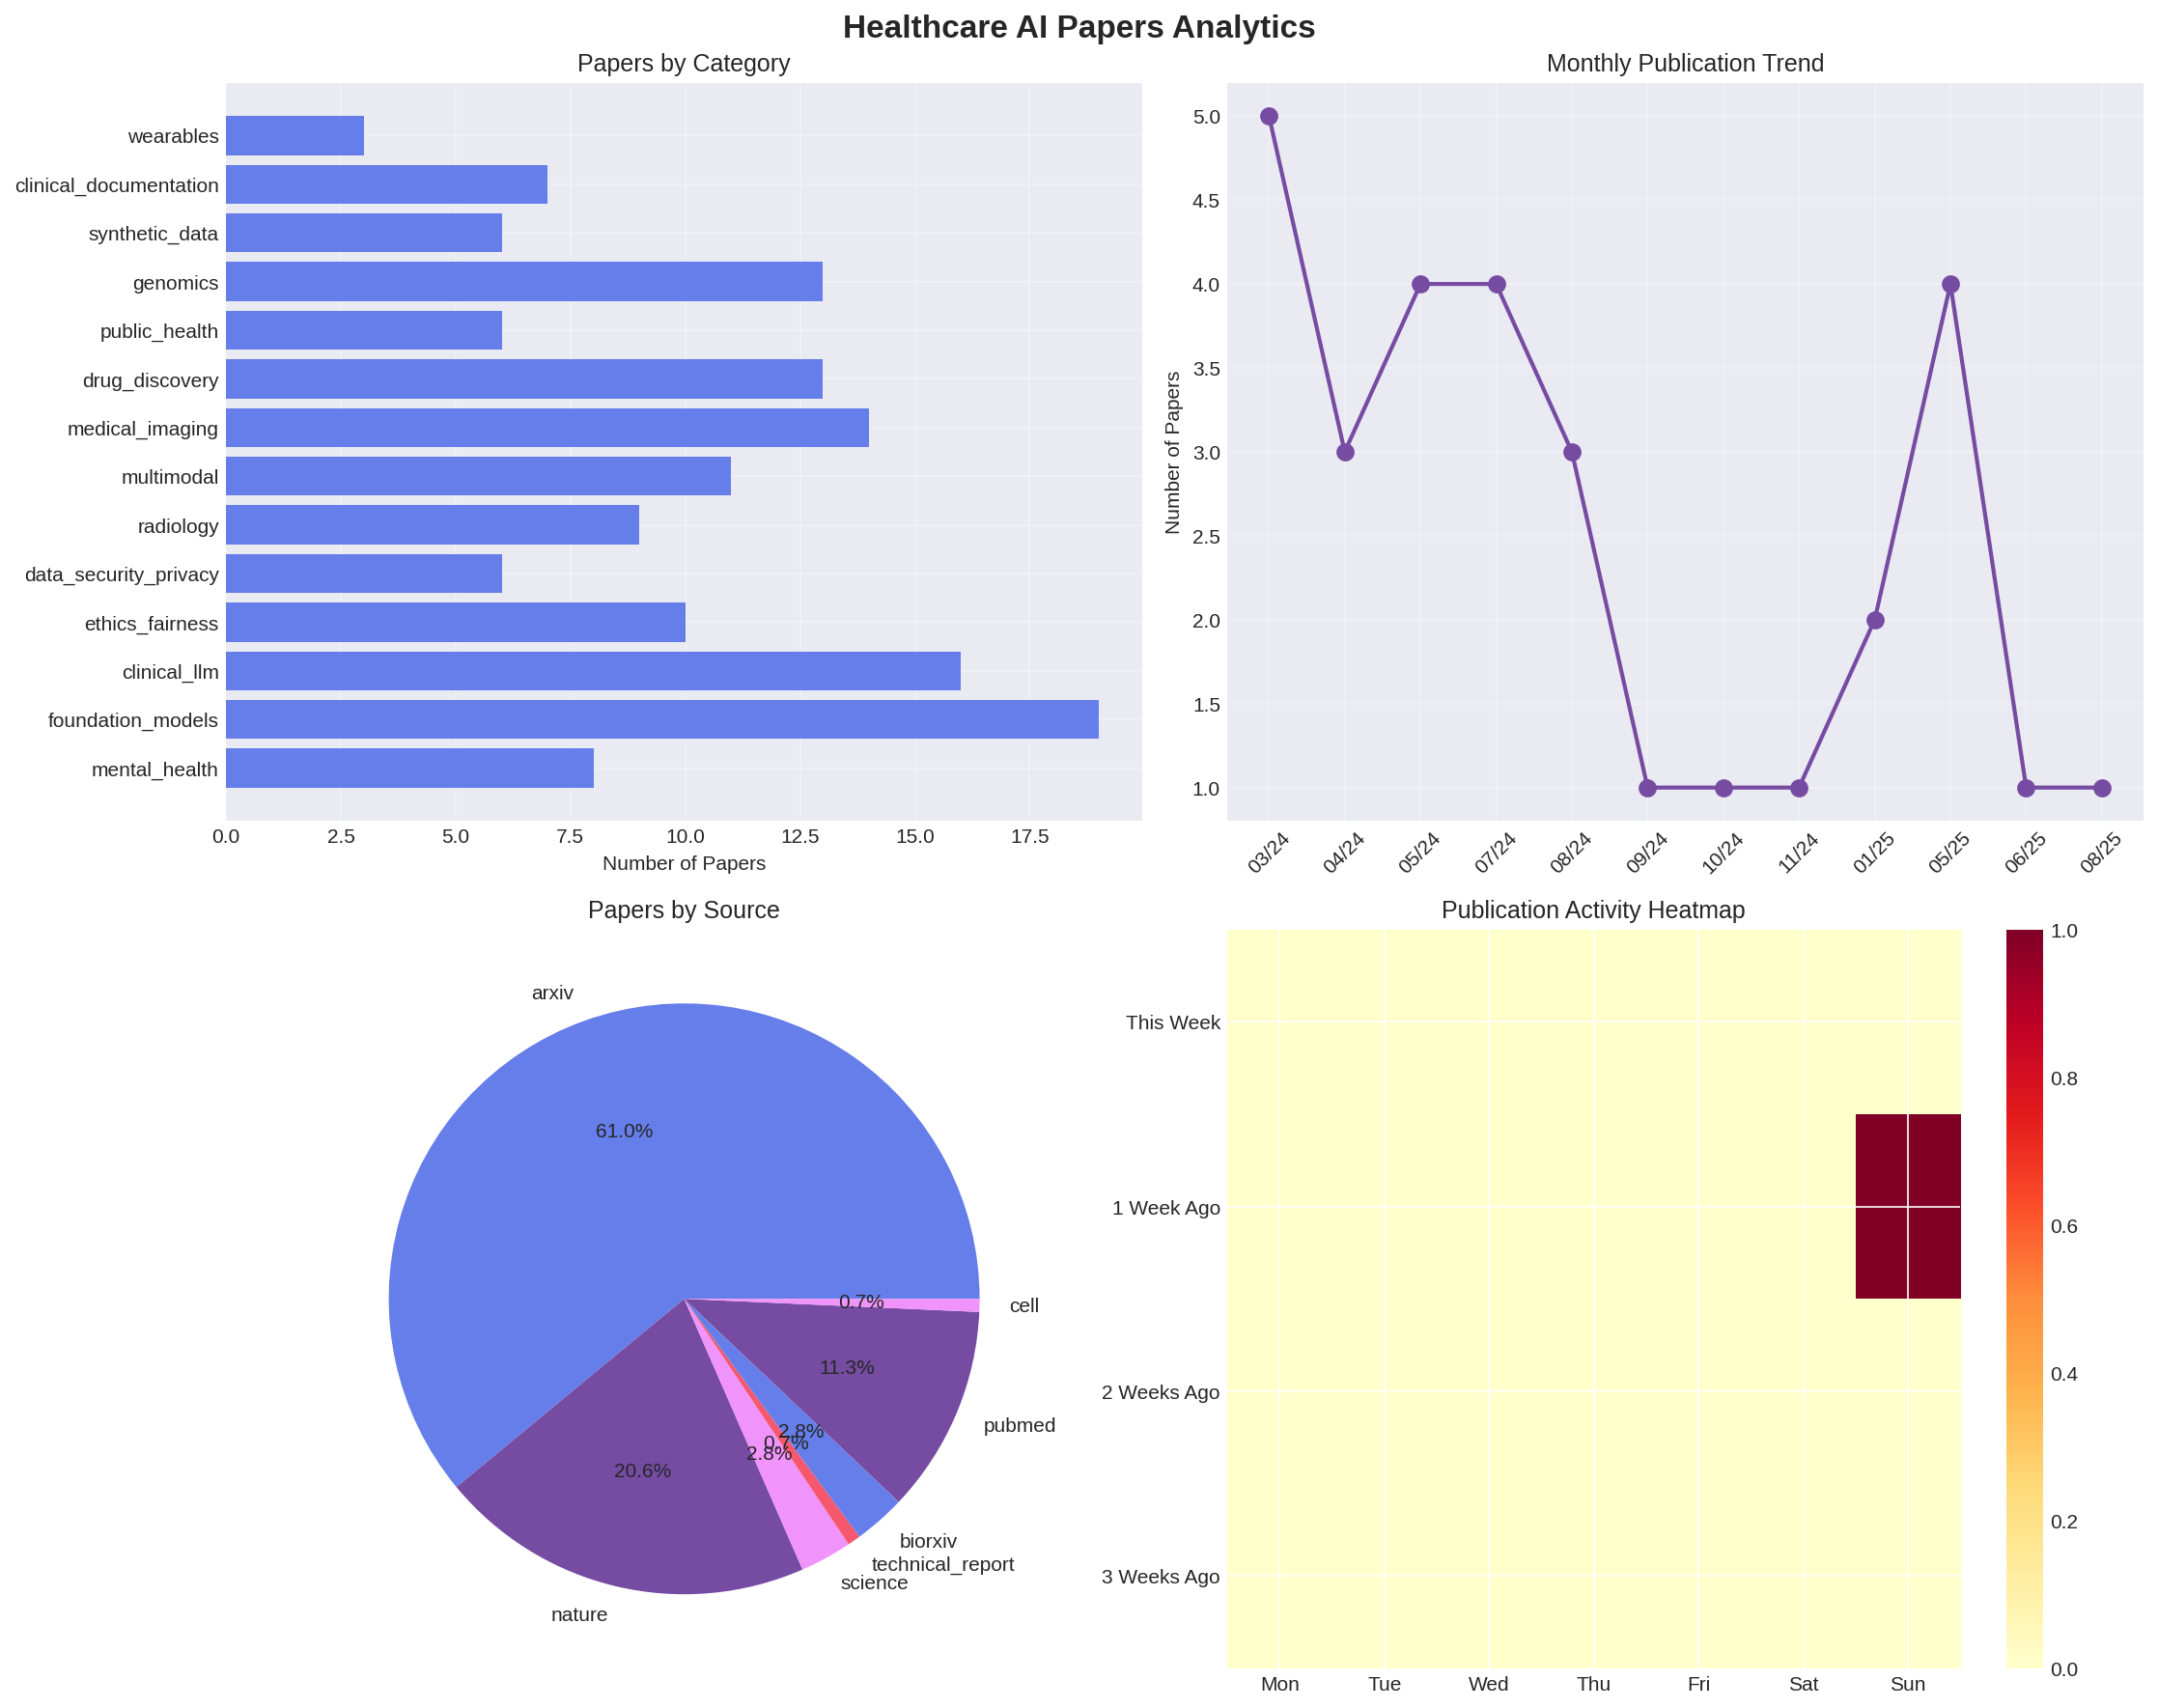 Healthcare AI Papers Analytics
Papers by Category
wearables
clinical_documentation
synthetic_data
genomics
public_health
drug_discovery
medical_imaging
multimodal
radiology
data_security_privacy
ethics_fairness
clinical_llm
foundation_models
mental_health
0.0 2.5 5.0 7.5 10.0 12.5 15.0 17.5
Number of Papers
Monthly Publication Trend
Number of Papers
5.0
4.5
4.0
3.5
3.0
2.5
2.0
1.5
1.0
03/24 04/24 05/24 07/24 08/24 09/24 10/24 11/24 01/25 05/25 06/25 08/25
Papers by Source
arxiv
61.0%
0.7%
cell
11.3%
pubmed
2.8%
0.7%
2.8%
20.6%
biorxiv
technical_report
science
nature
Publication Activity Heatmap
This Week
1 Week Ago
2 Weeks Ago
3 Weeks Ago
Mon Tue Wed Thu Fri Sat Sun
1.0
0.8
0.6
0.4
0.2
0.0